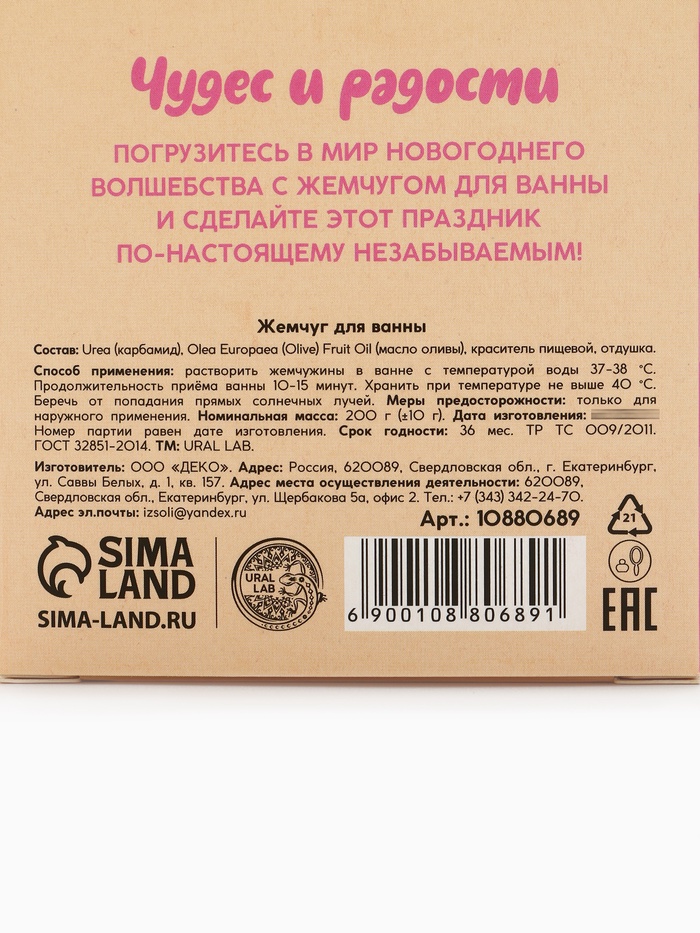 Чудес и радости
ПОГРУЗИТЕСЬ В МИР НОВОГОДНЕГО
ВОЛШЕБСТВА С ЖЕМЧУГОМ ДЛЯ ВАННЫ
И СДЕЛАЙТЕ ЭТОТ ПРАЗДНИК
ПО-НАСТОЯЩЕМУ НЕЗАБЫВАЕМЫМ!
Жемчуг для ванны
Состав: Urea (карбамид), Olea Europaea (Olive) Fruit Oil (масло оливы), краситель пищевой, отдушка.
Способ применения: растворить жемчужины в ванне с температурой воды 37-38 °C.
Продолжительность приёма ванны 10-15 минут. Хранить при температуре не выше 40 °C.
Беречь от попадания прямых солнечных лучей. Меры предосторожности: только для
наружного применения. Номинальная масса: 200 г (±10 г). Дата изготовления:
Номер партии равен дате изготовления. Срок годности: 36 мес. ТР ТС 009/2011.
ГОСТ 32851-2014. ТМ: URAL LAB.
Изготовитель: ООО «ДЕКО». Адрес: Россия, 620089, Свердловская обл., г. Екатеринбург,
ул. Саввы Белых, д. 1, кв. 157. Адрес места осуществления деятельности: 620089,
Свердловская обл., Екатеринбург, ул. Щербакова 5а, офис 2. Тел.: +7 (343) 342-24-70.
Адрес эл.почты: izsoli@yandex.ru
Арт.: 10880689
21
SIMA
LAND
SIMA-LAND.RU
URAL
LAB
6 900108 806891
EAC